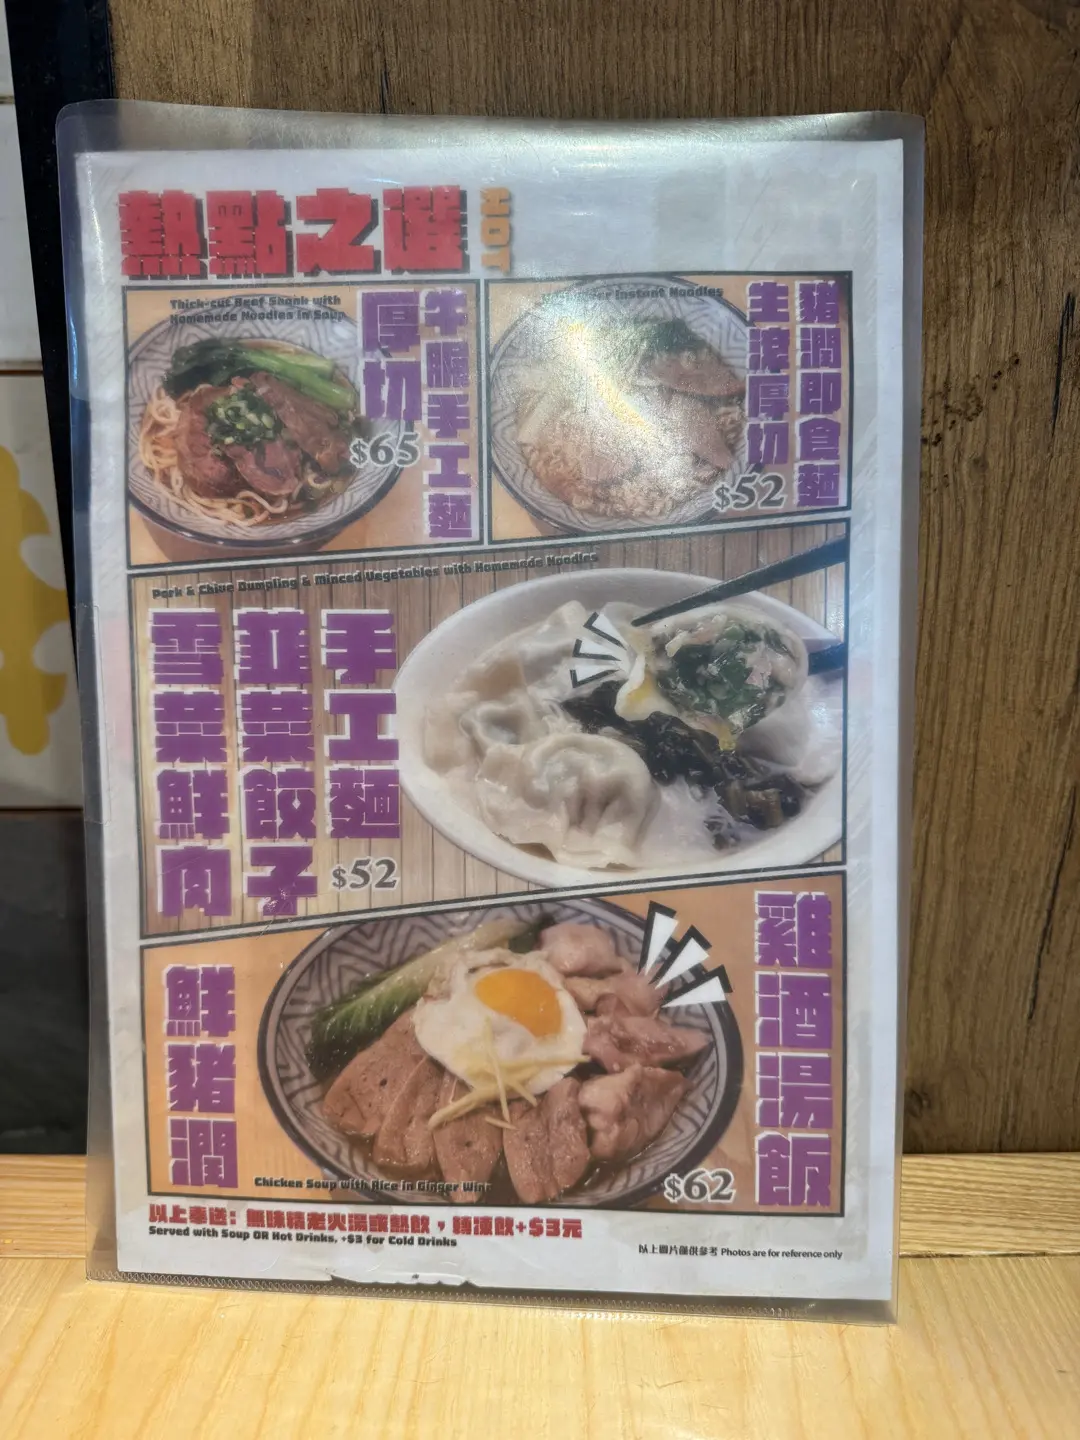 熱點之選
HOT
Thick-cut Beef Shank with
Homemade Noodles in Soup
厚切
牛𦟌手工麵
$65
Instant Noodles
生滾厚切
豬潤即食麵
$52
Pork & Chive Dumpling & Minced Vegetables with Homemade Noodles
雪菜鮮肉
韮菜餃子
手工麵
$52
鮮豬潤
雞酒湯飯
Chicken Soup with Rice in Ginger Wine
$62
以上奉送：無味精老火湯或熱飲，轉凍飲+$3元
Served with Soup OR Hot Drinks, +$3 for Cold Drinks
以上圖片僅供參考 Photos are for reference only